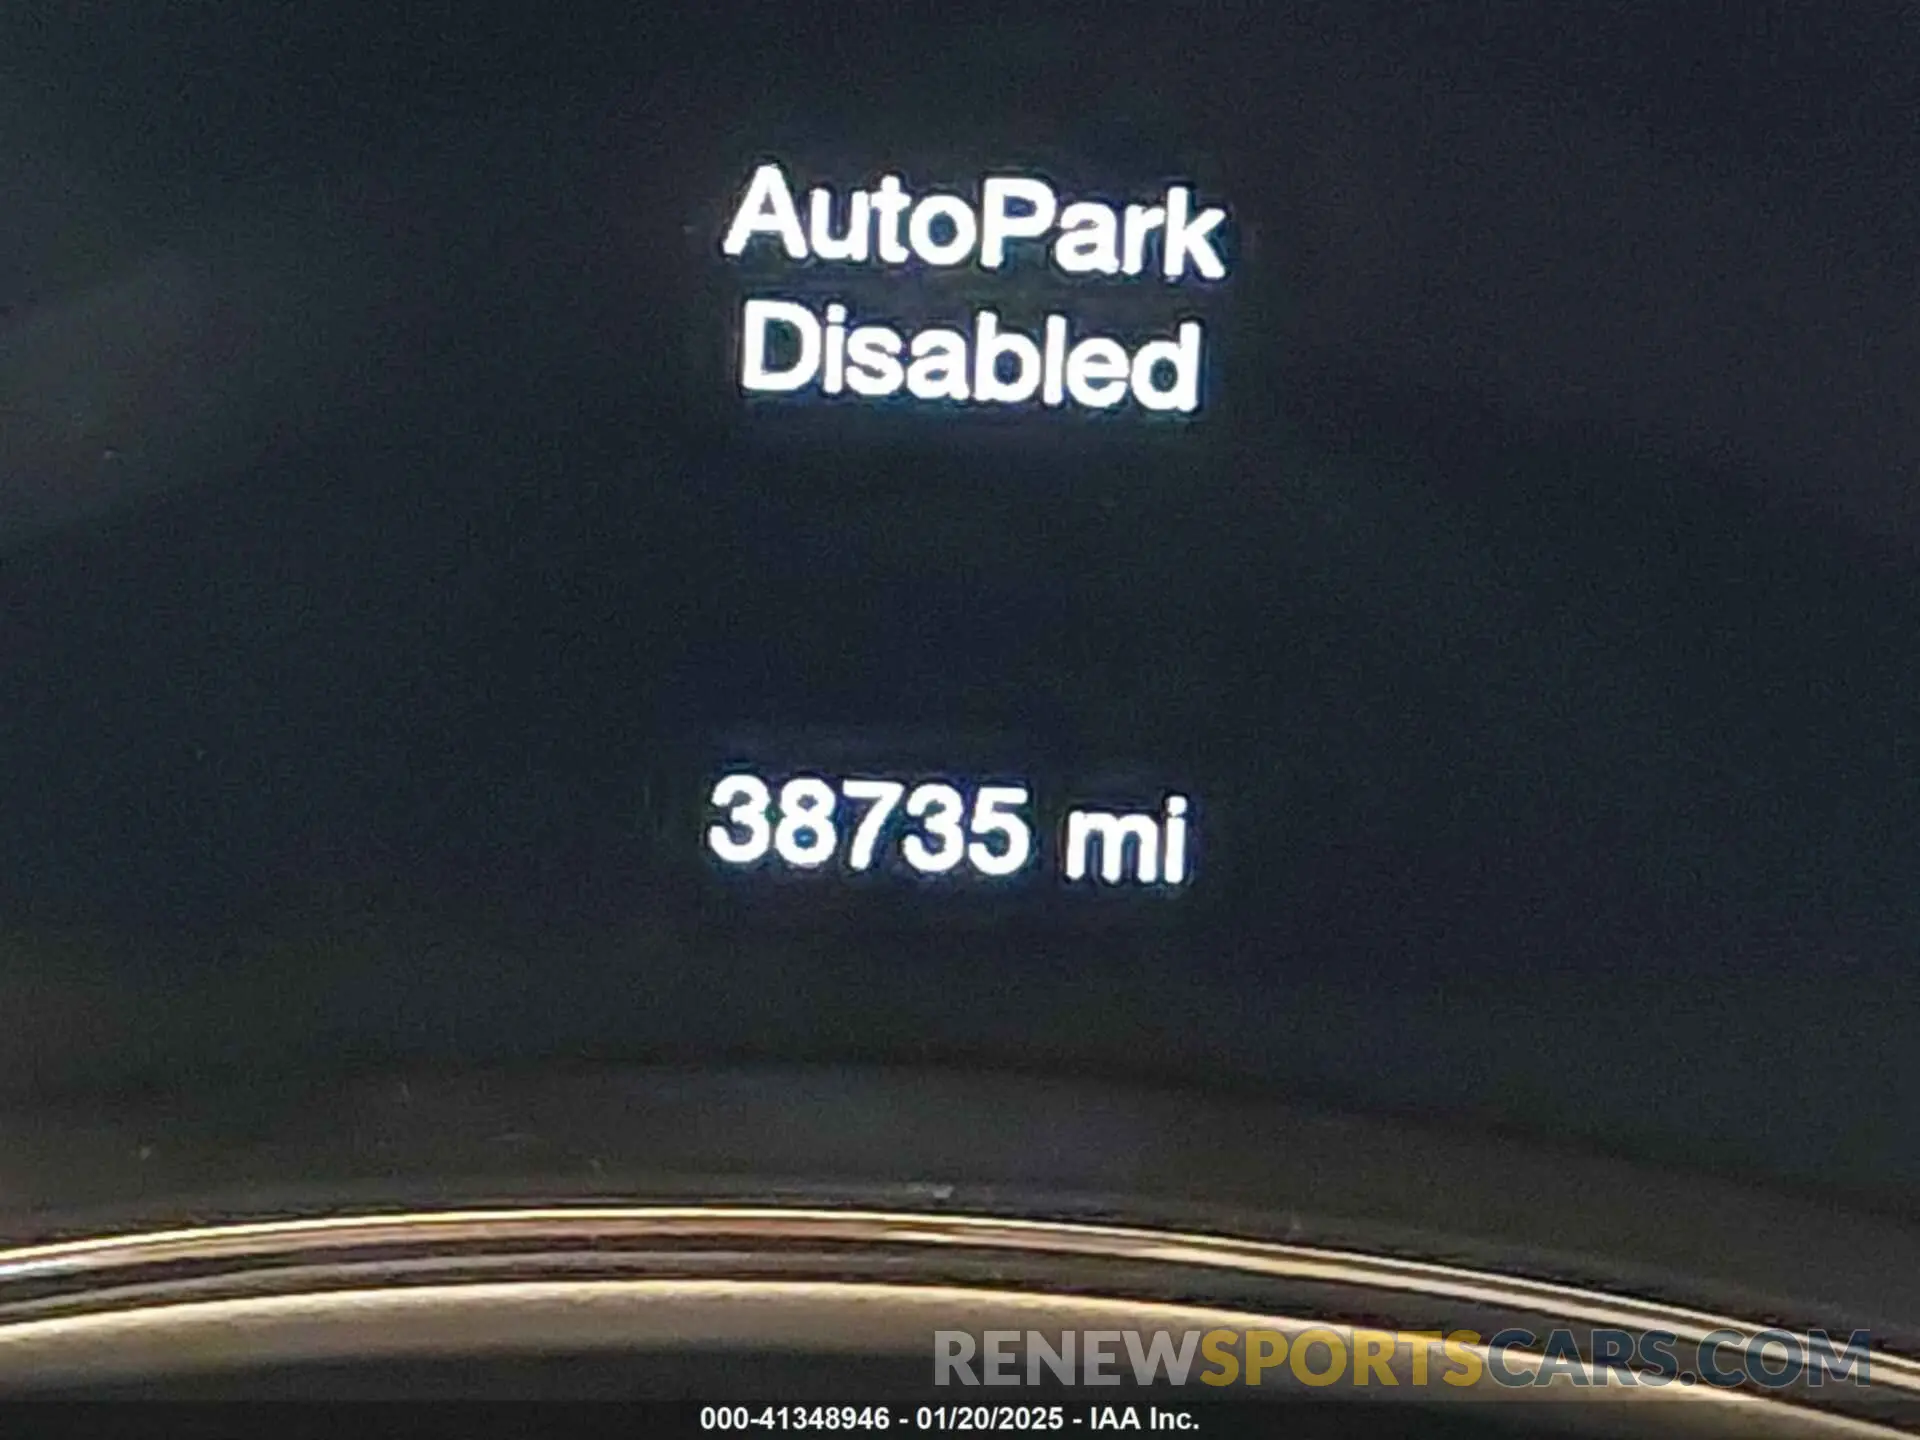 AutoPark
Disabled
38735 mi
RENEWSPORTSCARS.COM
000-41348946 - 01/20/2025 - IAA Inc.